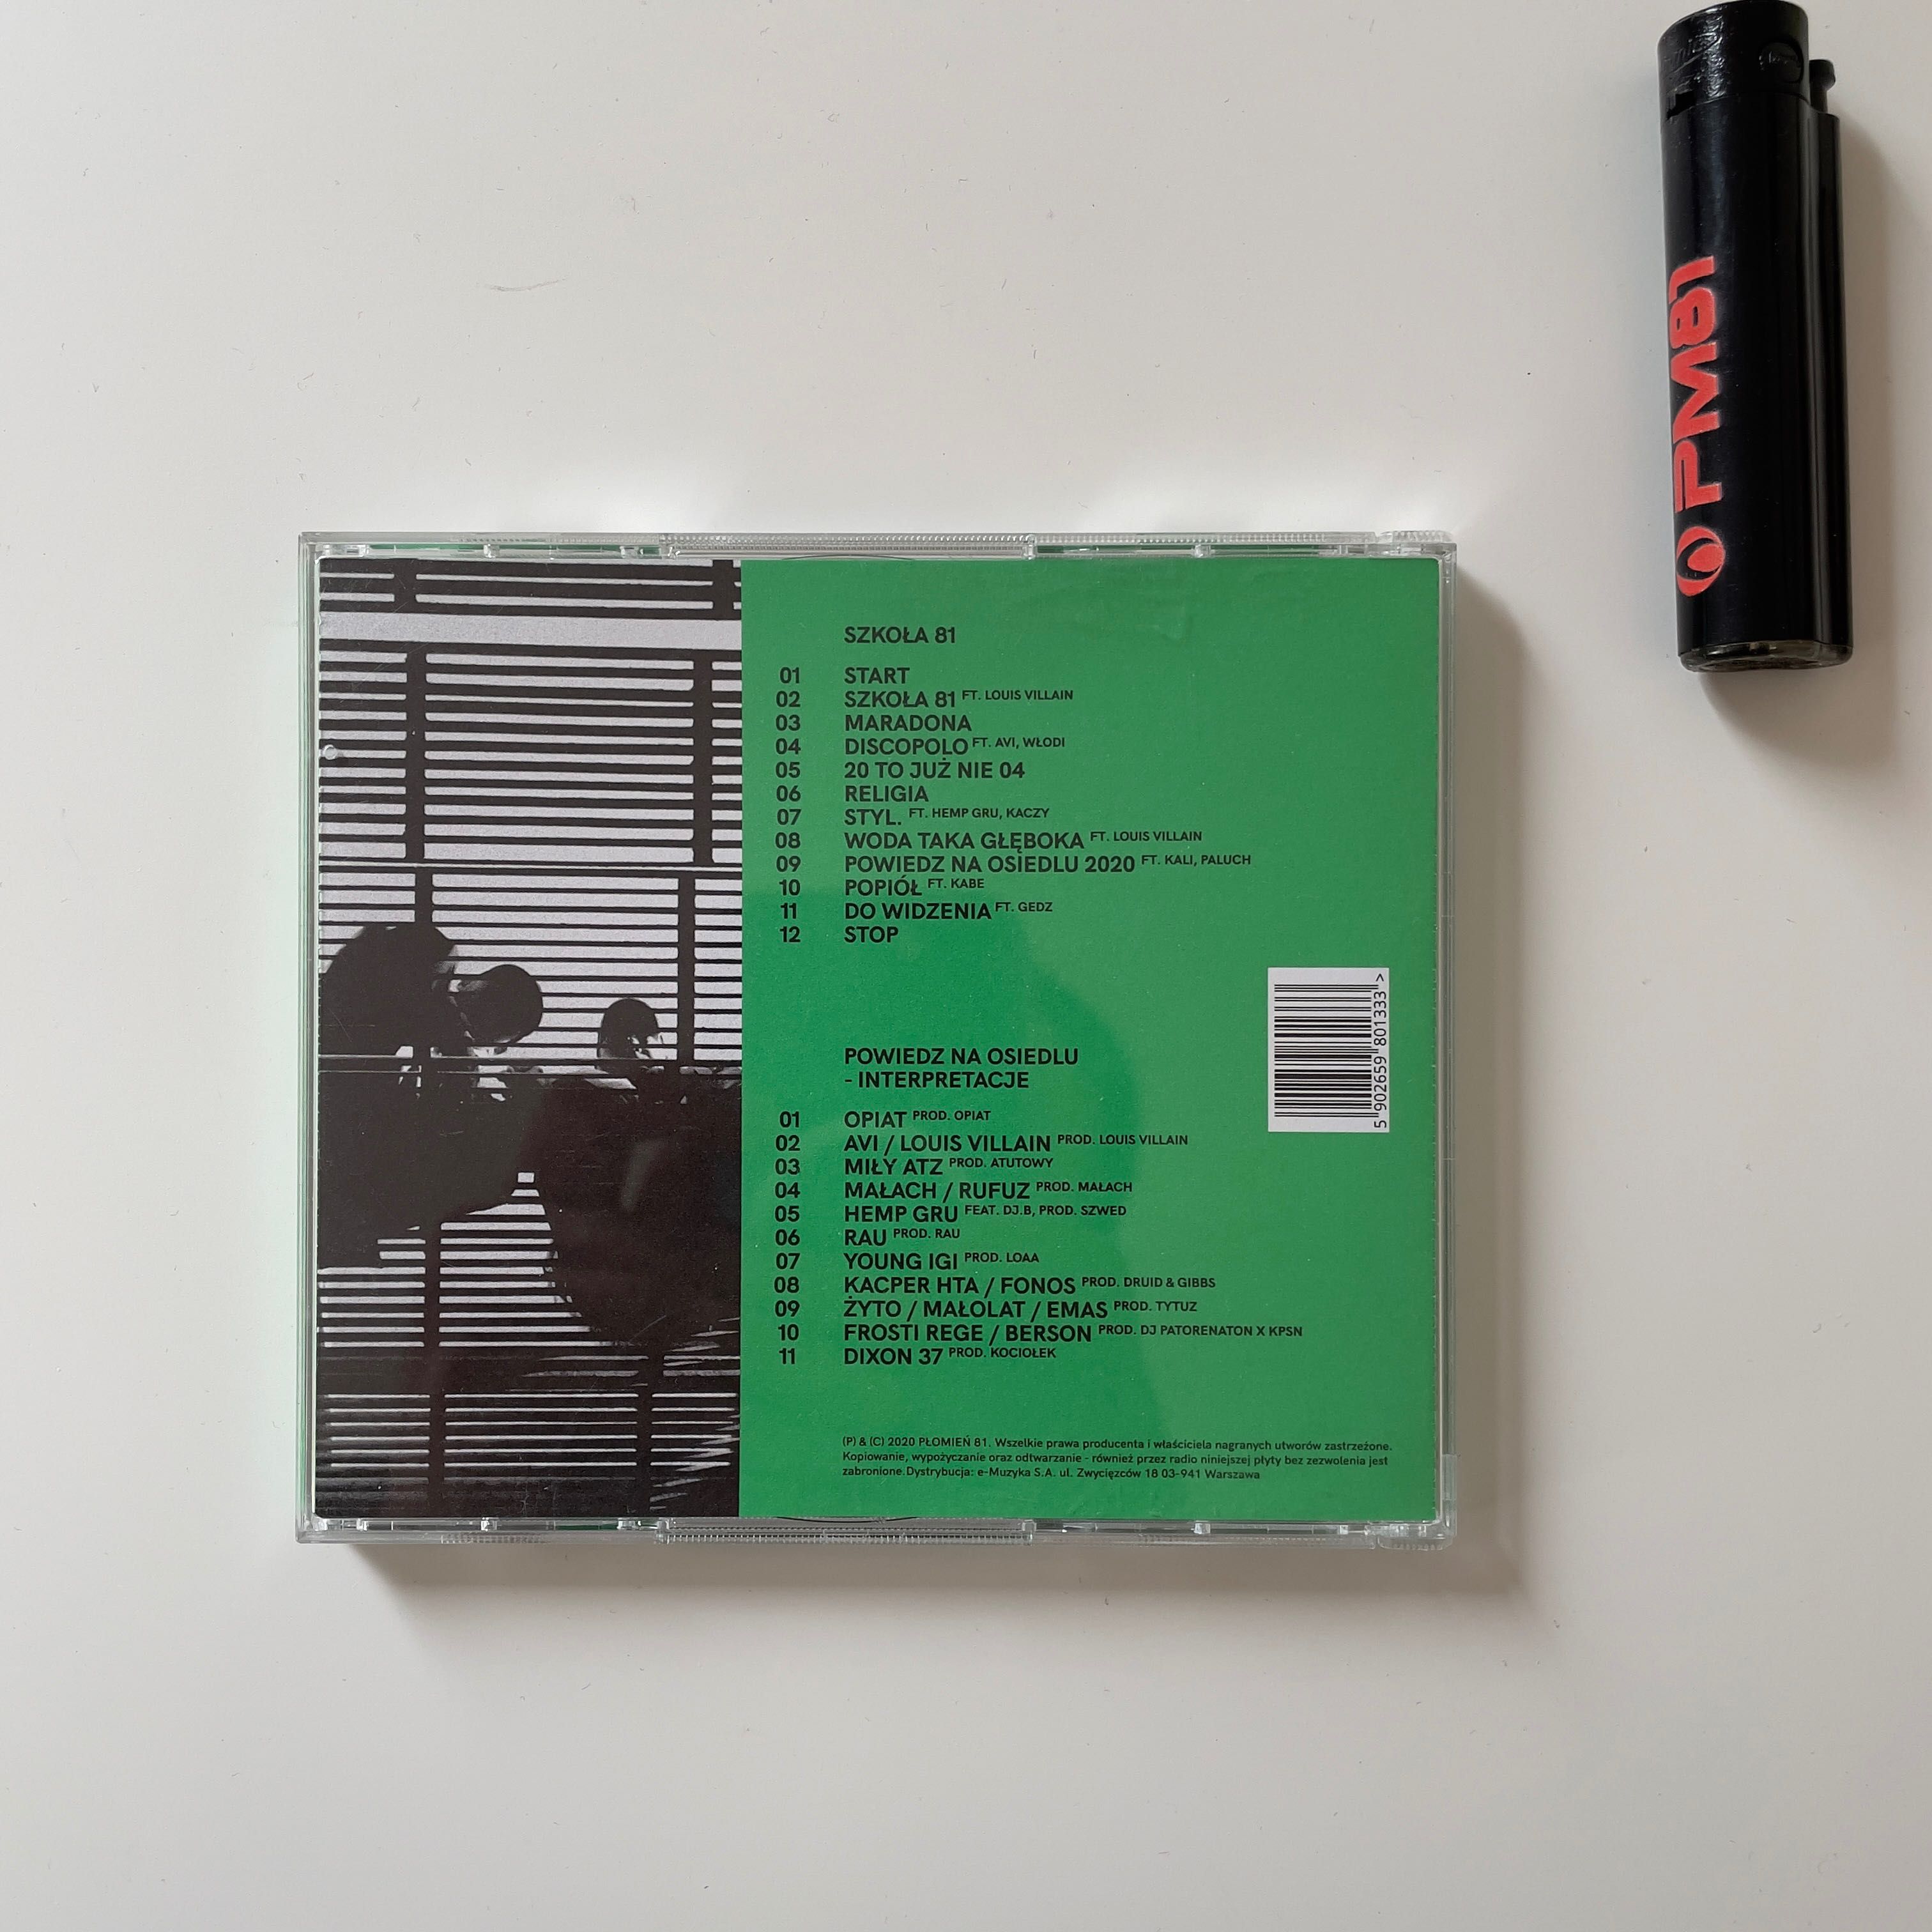 SZKOŁA 81
01 START
02 SZKOŁA 81 FT. LOUIS VILLAIN
03 MARADONA
04 DISCOPOLO FT. AVI, WŁODI
05 20 TO JUŻ NIE 04
06 RELIGIA
07 STYL. FT. HEMP GRU, KACZY
08 WODA TAKA GŁĘBOKA FT. LOUIS VILLAIN
09 POWIEDZ NA OSIEDLU 2020 FT. KALI, PALUCH
10 POPIÓŁ FT. KABE
11 DO WIDZENIA FT. GEDZ
12 STOP
POWIEDZ NA OSIEDLU
- INTERPRETACJE
01 OPIAT PROD. OPIAT
02 AVI / LOUIS VILLAIN PROD. LOUIS VILLAIN
03 MIŁY ATZ PROD. ATUTOWY
04 MAŁACH / RUFUZ PROD. MAŁACH
05 HEMP GRU FEAT. DJ.B, PROD. SZWED
06 RAU PROD. RAU
07 YOUNG IGI PROD. LOAA
08 KACPER HTA / FONOS PROD. DRUID & GIBBS
09 ŻYTO / MAŁOLAT / EMAS PROD. TYTUZ
10 FROSTI REGE / BERSON PROD. DJ PATORENATON X KPSN
11 DIXON 37 PROD. KOCIOŁEK
(P) & (C) 2020 PŁOMIEŃ 81. Wszelkie prawa producenta i właściciela nagranych utworów zastrzeżone.
Kopiowanie, wypożyczanie oraz odtwarzanie - również przez radio niniejszej płyty bez zezwolenia jest
zabronione.Dystrybucja: e-Muzyka S.A. ul. Zwycięzców 18 03-941 Warszawa
5 902659 801333 >
PM81